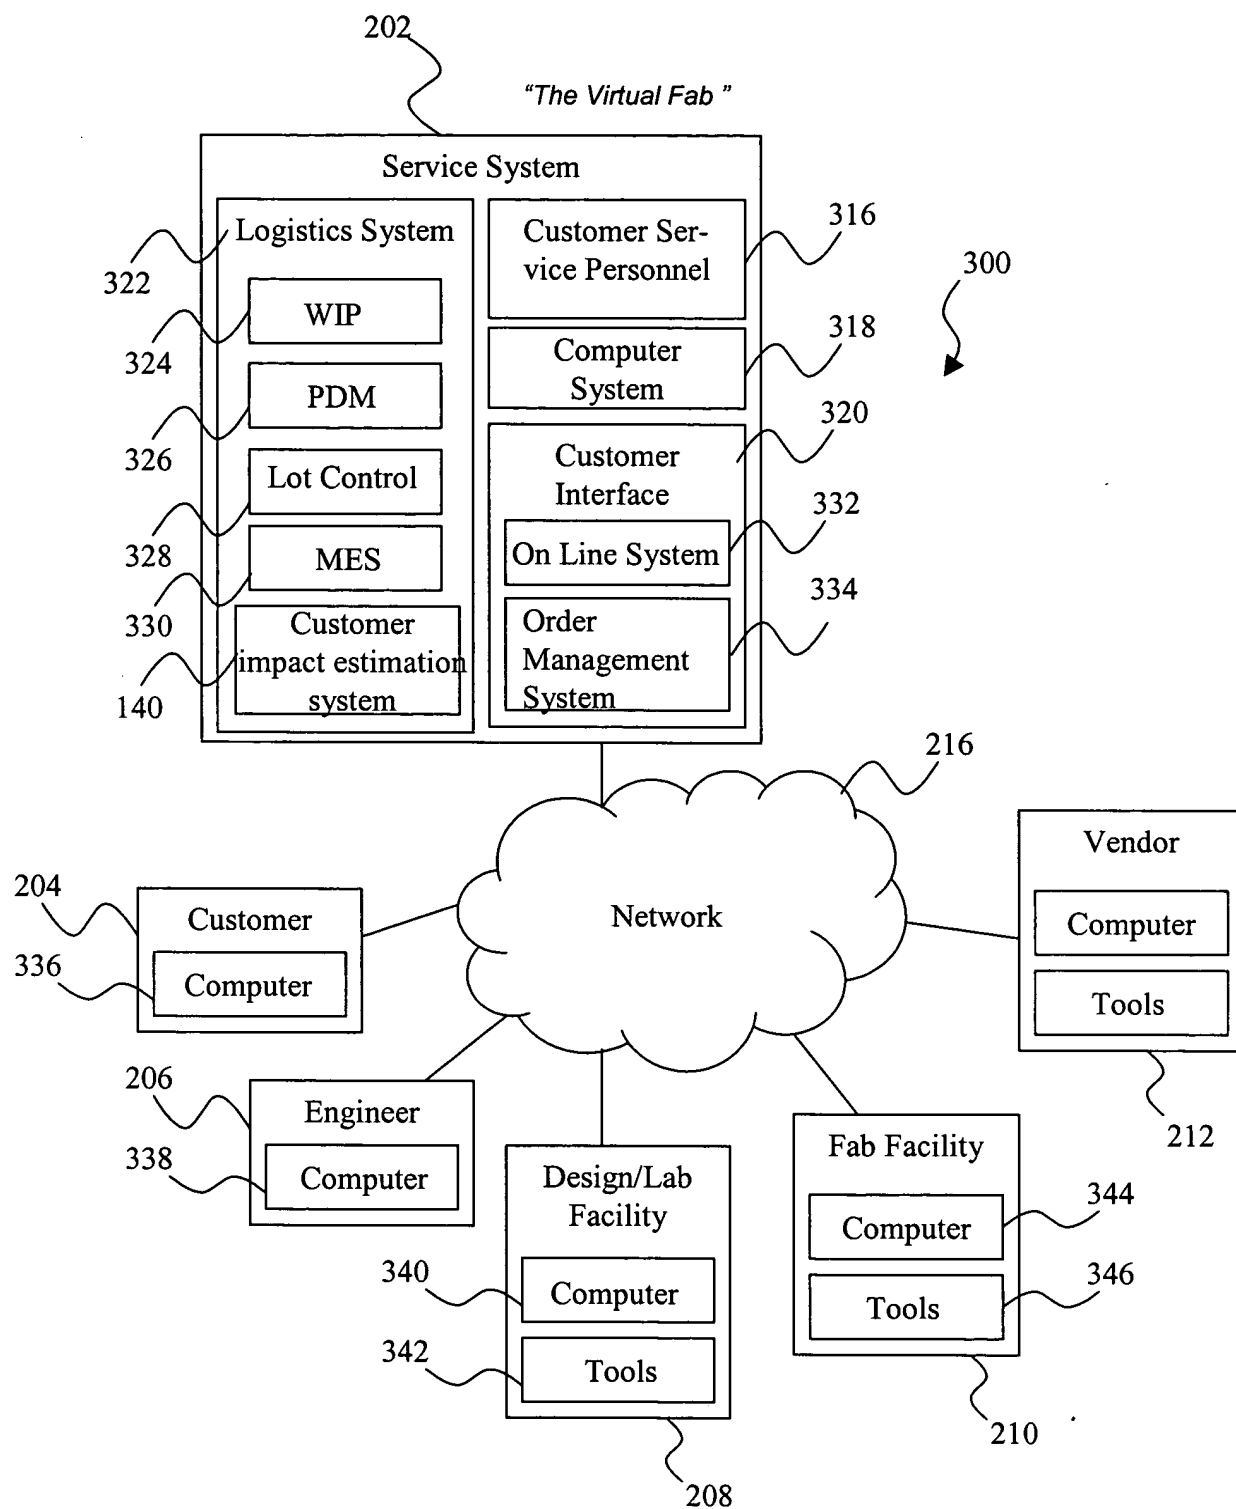 202
“The Virtual Fab ”
Service System
Logistics System
322
WIP
324
PDM
326
Lot Control
328
MES
330
Customer
impact estimation
system
140
Customer Ser-
vice Personnel
316
Computer
System
318
320
Customer
Interface
332
On Line System
334
Order
Management
System
300
216
Network
Vendor
Computer
Tools
212
204
Customer
336
Computer
206
Engineer
338
Computer
Design/Lab
Facility
340
Computer
342
Tools
208
Fab Facility
344
Computer
346
Tools
210